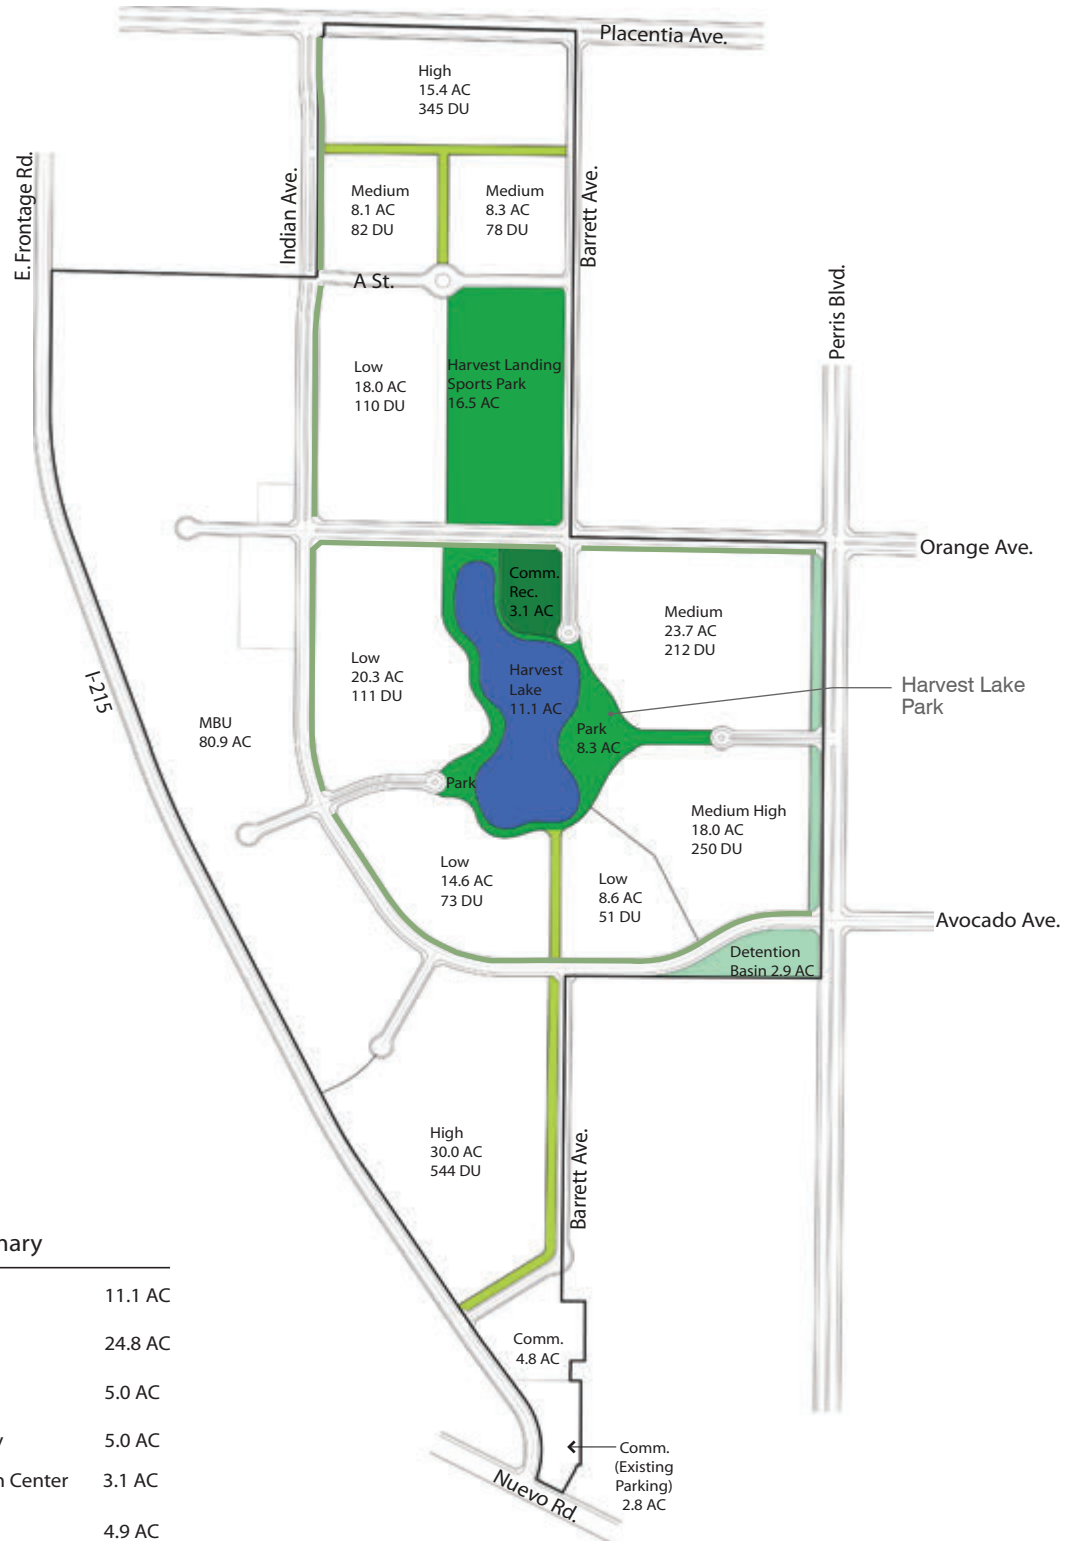 Placentia Ave.
High
15.4 AC
345 DU
E. Frontage Rd.
Indian Ave.
Medium
8.1 AC
82 DU
Medium
8.3 AC
78 DU
Barrett Ave.
A St.
Perris Blvd.
Low
18.0 AC
110 DU
Harvest Landing
Sports Park
16.5 AC
Orange Ave.
Comm.
Rec.
3.1 AC
Medium
23.7 AC
212 DU
Low
20.3 AC
111 DU
Harvest
Lake
11.1 AC
Harvest Lake
Park
I-215
MBU
80.9 AC
Park
8.3 AC
Park
Medium High
18.0 AC
250 DU
Low
14.6 AC
73 DU
Low
8.6 AC
51 DU
Avocado Ave.
Detention
Basin 2.9 AC
High
30.0 AC
544 DU
Barrett Ave.
nary
11.1 AC
24.8 AC
5.0 AC
y 5.0 AC
n Center 3.1 AC
4.9 AC
Comm.
4.8 AC
Comm.
(Existing
Parking)
2.8 AC
Nuevo Rd.